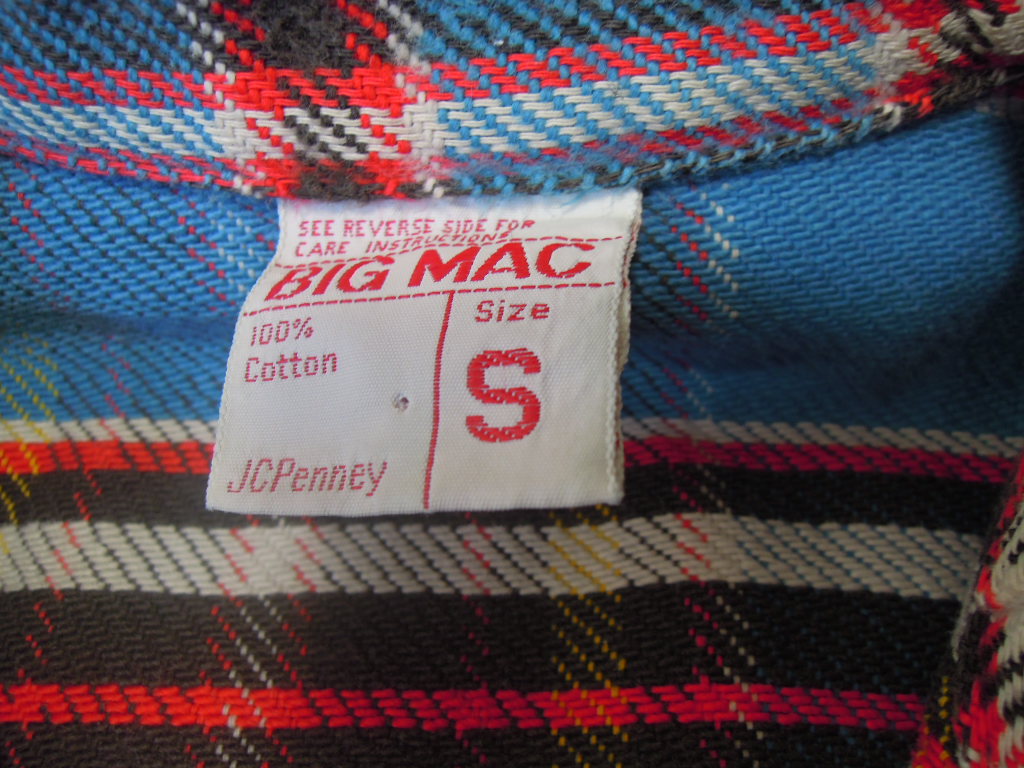 SEE REVERSE SIDE FOR
CARE INSTRUCTIONS
BIG MAC
100%
Cotton
JCPenney
Size
S